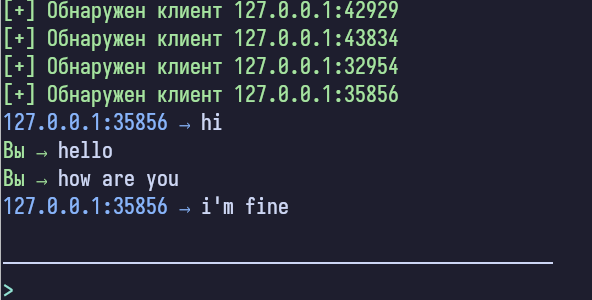 [+] Обнаружен клиент 127.0.0.1:42929
[+] Обнаружен клиент 127.0.0.1:43834
[+] Обнаружен клиент 127.0.0.1:32954
[+] Обнаружен клиент 127.0.0.1:35856
127.0.0.1:35856 → hi
Вы → hello
Вы → how are you
127.0.0.1:35856 → i'm fine
>